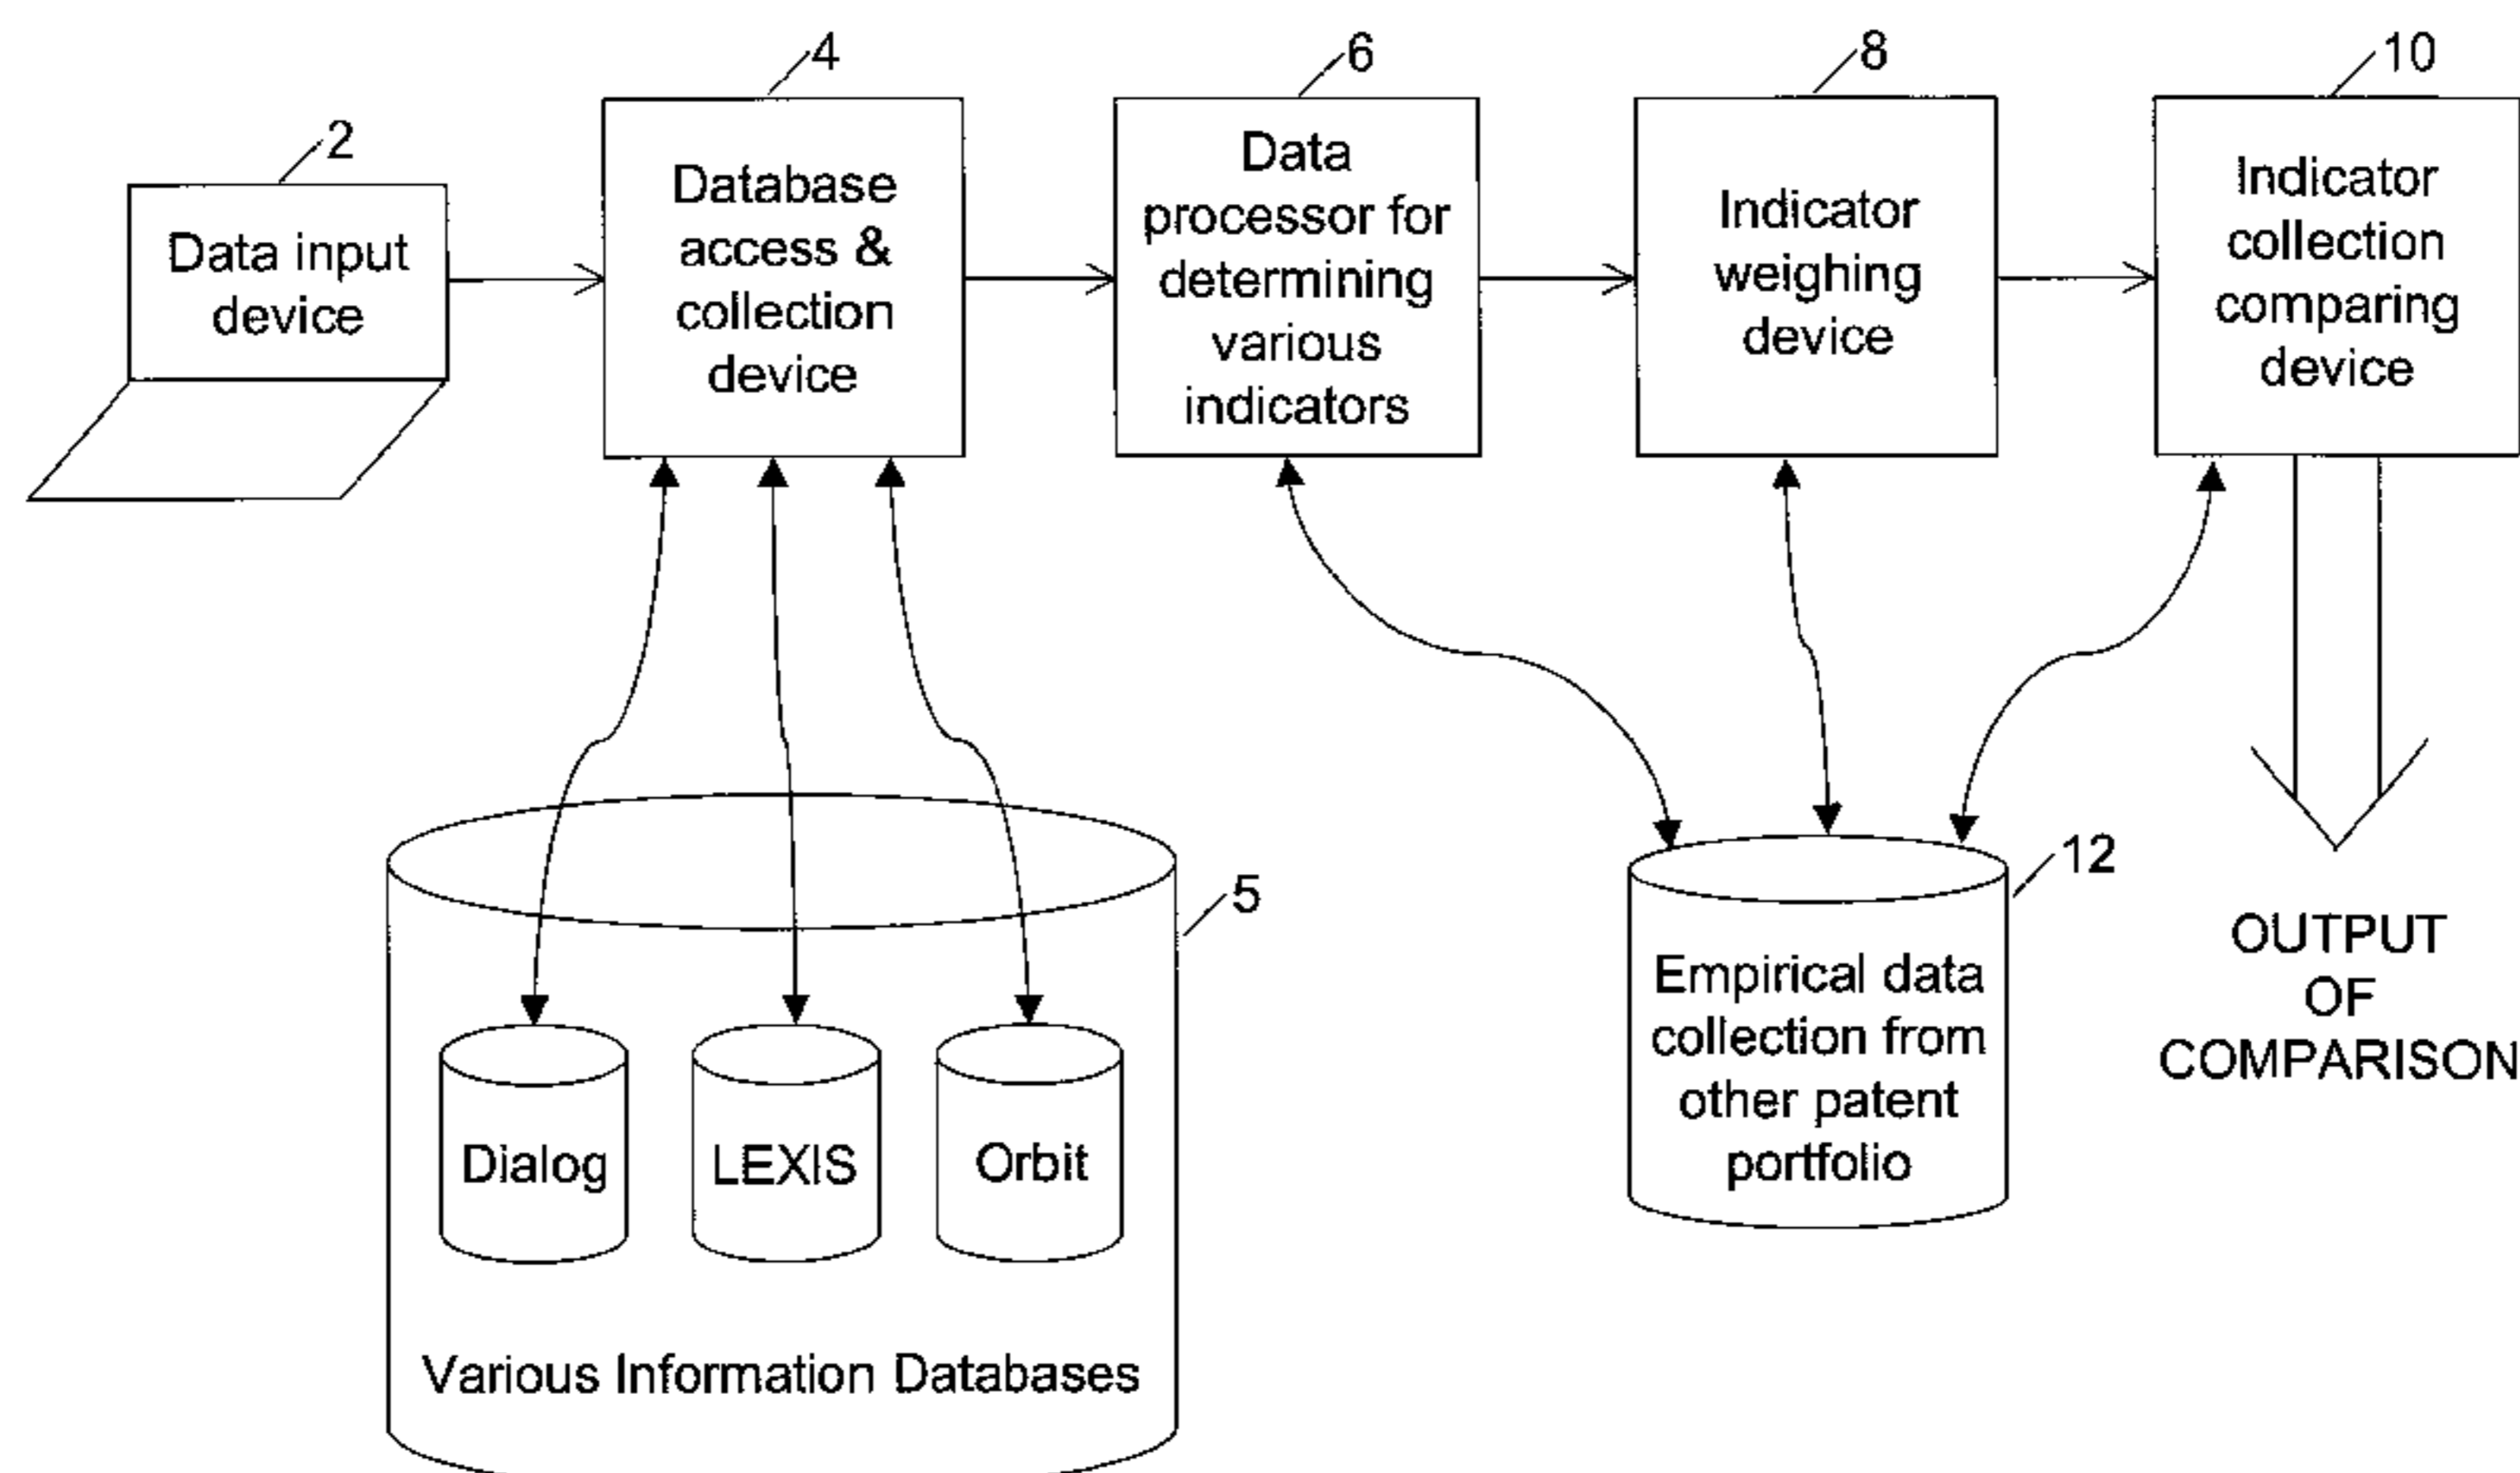 2
Data input
device
4
Database
access &
collection
device
6
Data
processor for
determining
various
indicators
8
Indicator
weighing
device
10
Indicator
collection
comparing
device
5
Dialog
LEXIS
Orbit
Various Information Databases
12
Empirical data
collection from
other patent
portfolio
OUTPUT
OF
COMPARISON